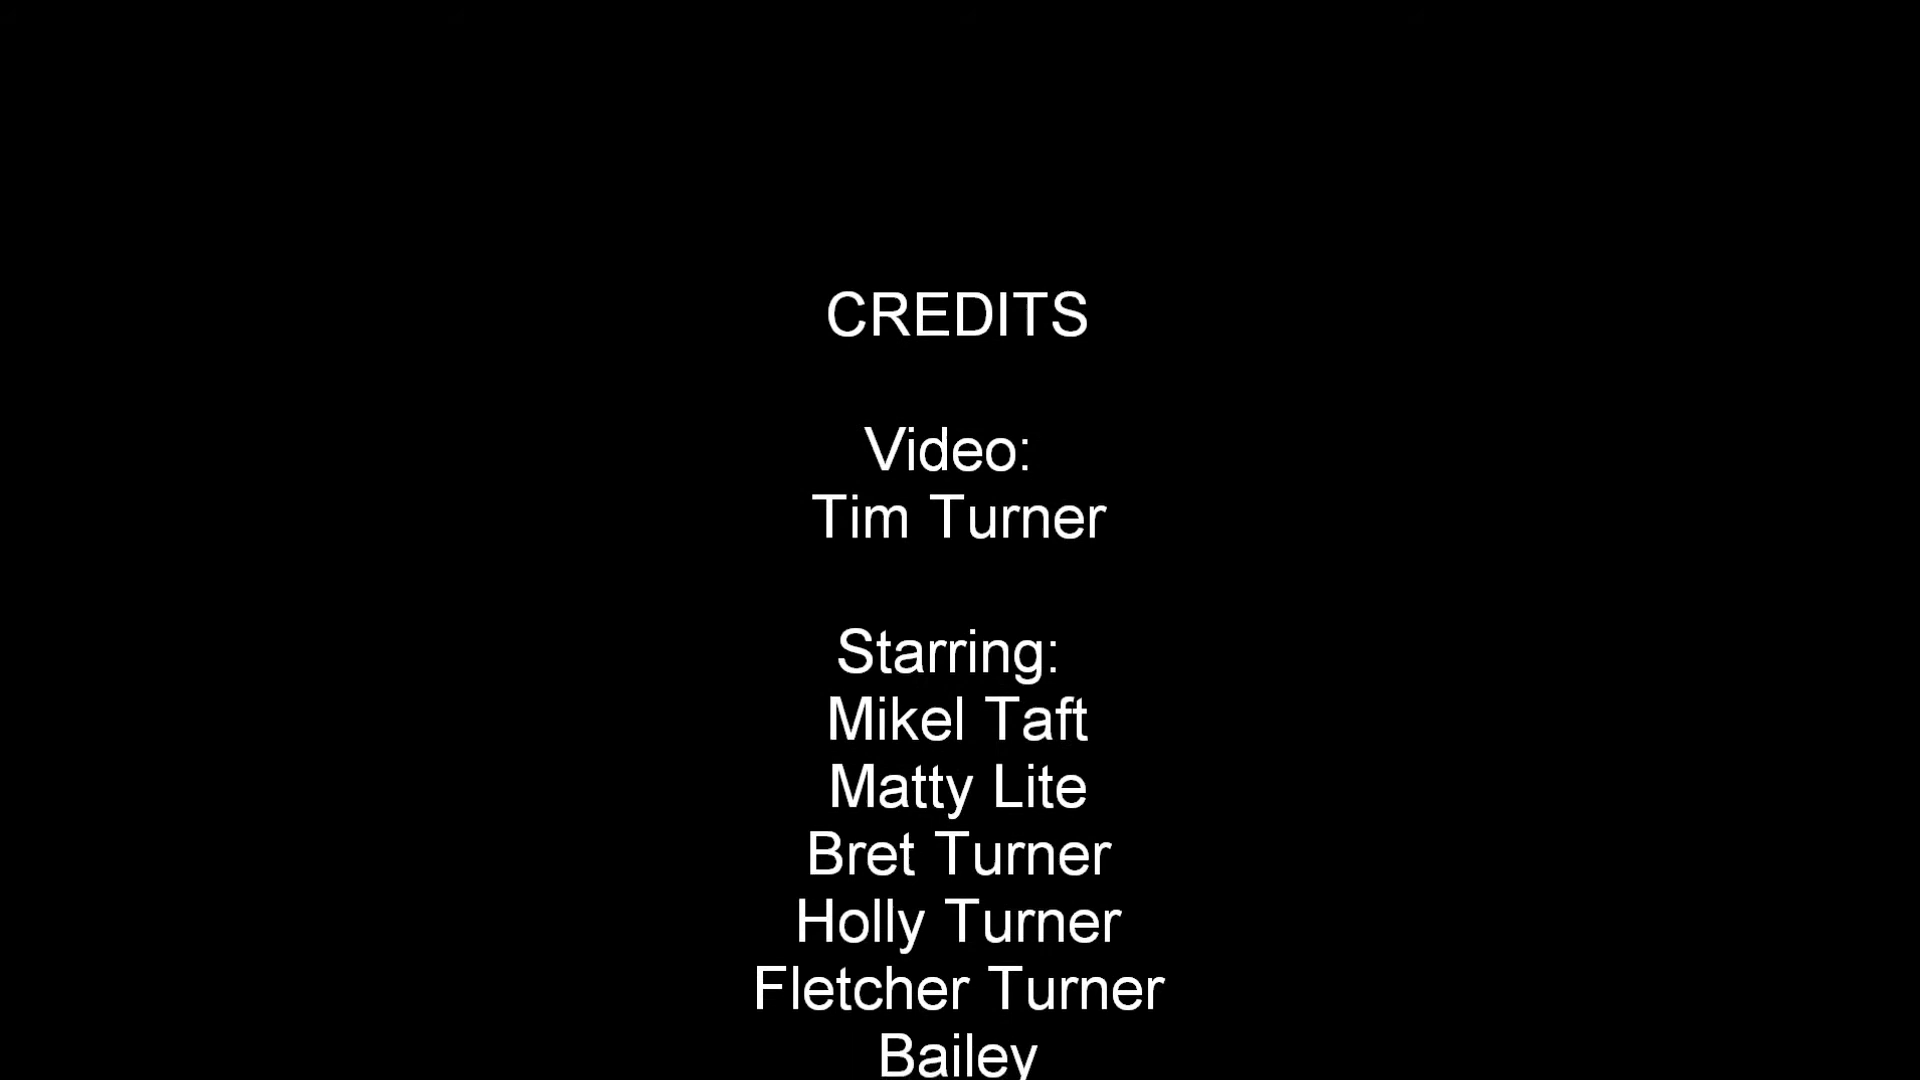 CREDITS
Video:
Tim Turner
Starring:
Mikel Taft
Matty Lite
Bret Turner
Holly Turner
Fletcher Turner
Bailey